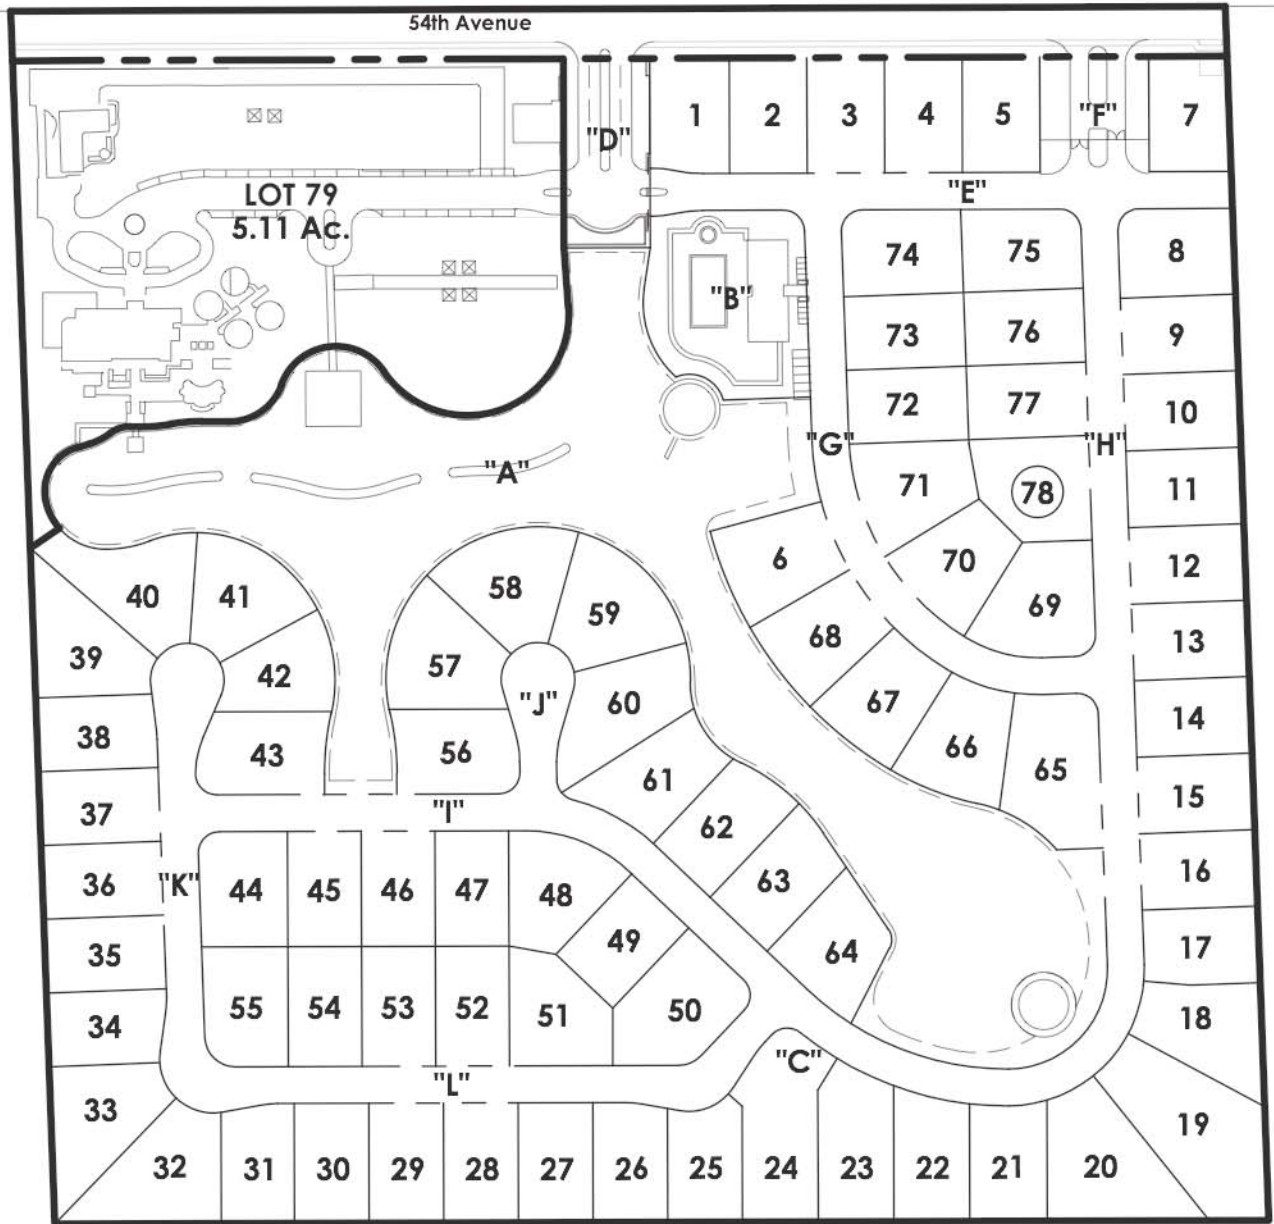 54th Avenue
1 2 3 4 5 "F" 7
"D"
LOT 79
5.11 Ac.
"E"
74 75 8
"B"
73 76 9
72 77 10
"G" "H"
"A"
71 78 11
6 70 12
40 41 58 59 69
68 13
39 42 57
"J" 60 67 14
38 43 56 66 65
61 15
37 "I" 62
36 "K" 44 45 46 47 48 63 16
35 49 64 17
34 55 54 53 52 51 50 18
"C"
"L"
33 19
32 31 30 29 28 27 26 25 24 23 22 21 20